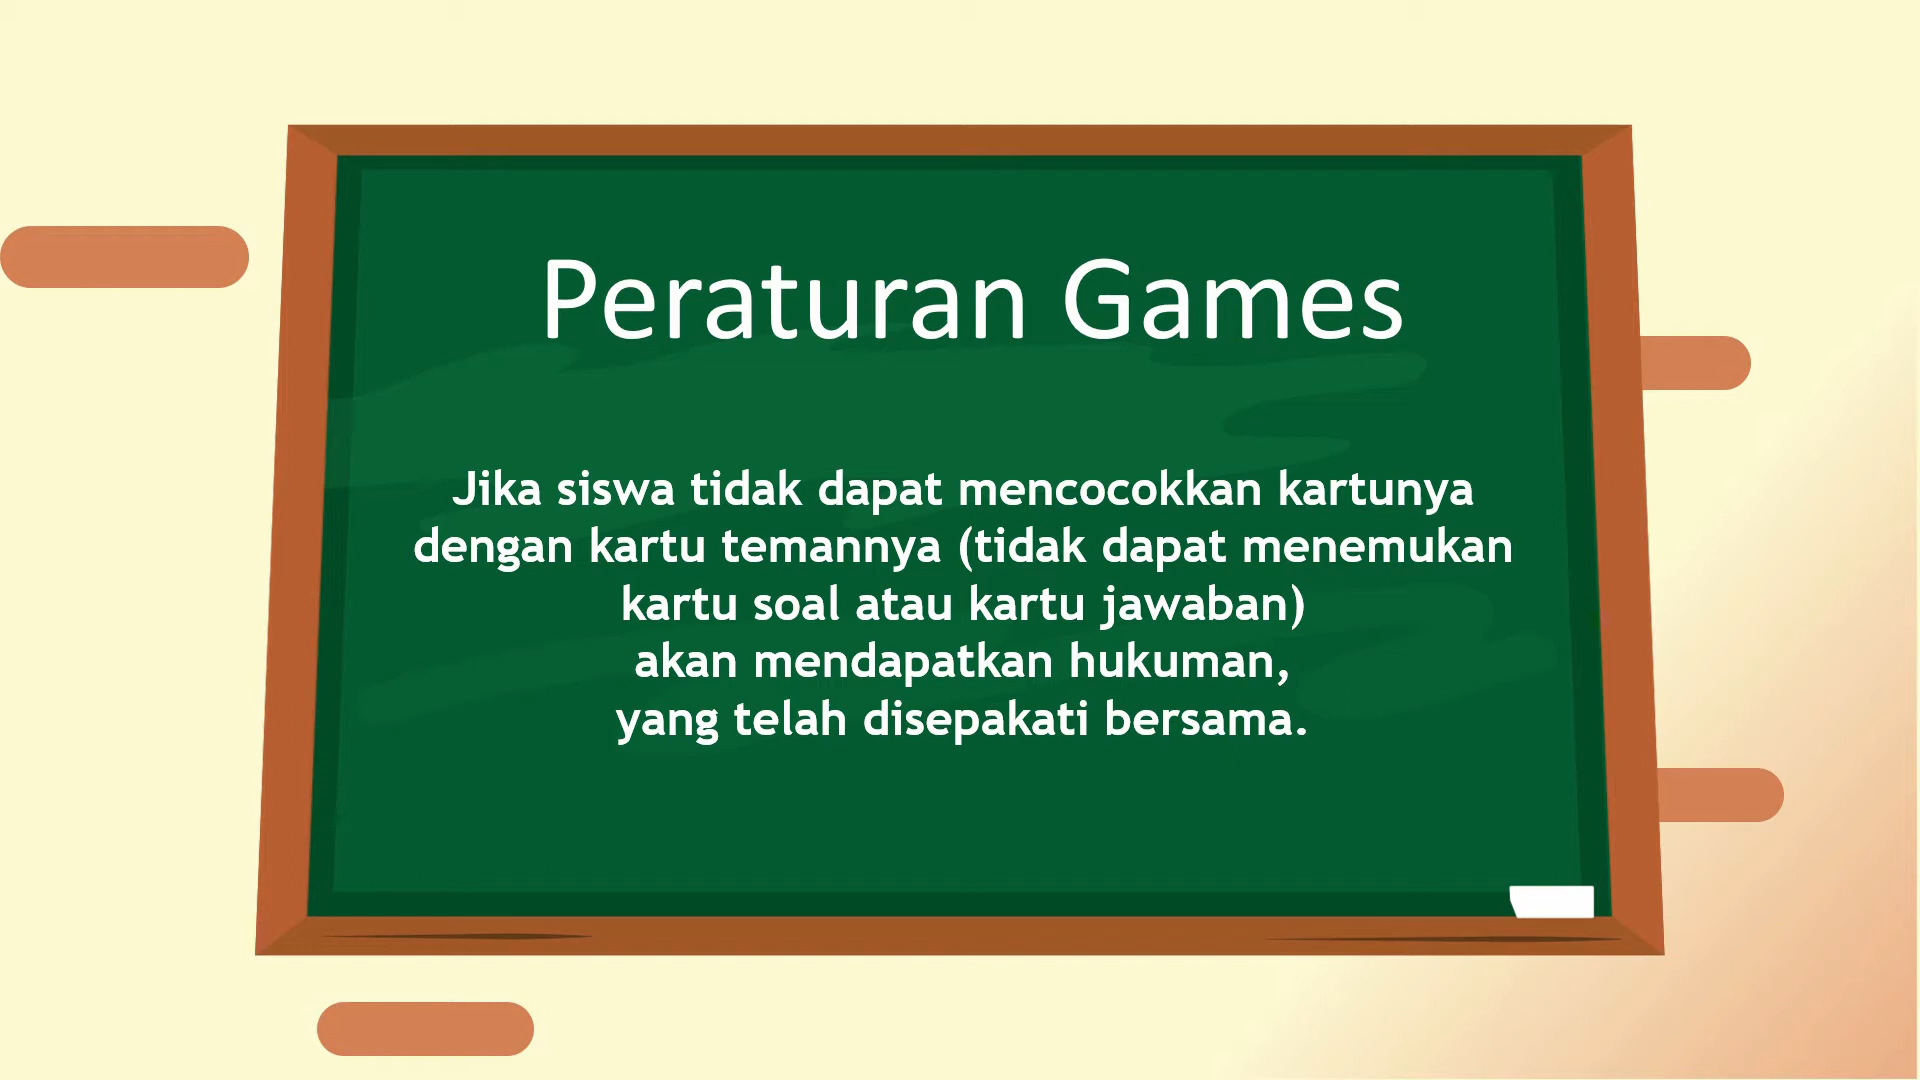 Peraturan Games
Jika siswa tidak dapat mencocokkan kartunya
dengan kartu temannya (tidak dapat menemukan
kartu soal atau kartu jawaban)
akan mendapatkan hukuman,
yang telah disepakati bersama.